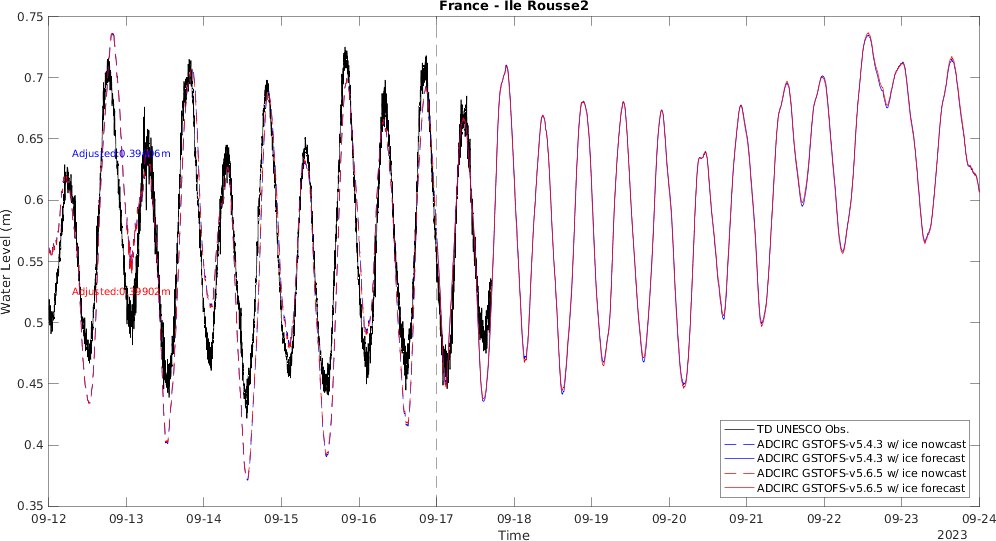 France - Ile Rousse2
Water Level (m)
0.75
0.7
0.65
0.6
0.55
0.5
0.45
0.4
0.35
Adjusted:0.39902m
TD UNESCO Obs.
ADCIRC GSTOFS-v5.4.3 w/ ice nowcast
ADCIRC GSTOFS-v5.4.3 w/ ice forecast
ADCIRC GSTOFS-v5.6.5 w/ ice nowcast
ADCIRC GSTOFS-v5.6.5 w/ ice forecast
09-12 09-13 09-14 09-15 09-16 09-17 09-18 09-19 09-20 09-21 09-22 09-23 09-24
Time
2023